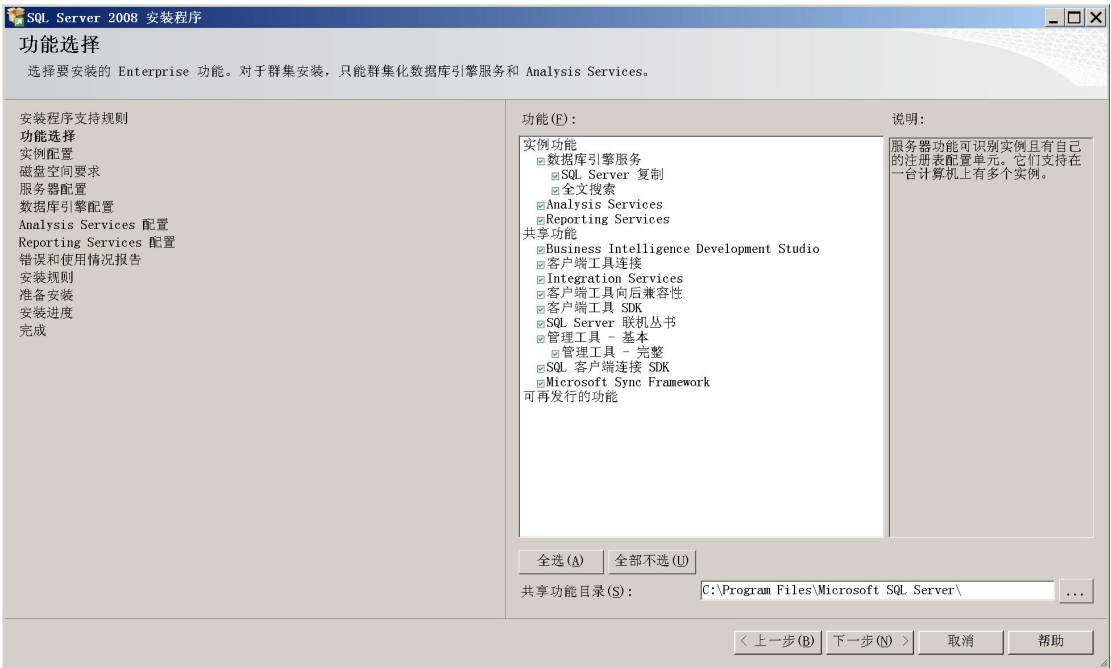 SQL Server 2008 安装程序
功能选择
选择要安装的 Enterprise 功能。对于群集安装，只能群集化数据库引擎服务和 Analysis Services。
安装程序支持规则
功能选择
实例配置
磁盘空间要求
服务器配置
数据库引擎配置
Analysis Services 配置
Reporting Services 配置
错误和使用情况报告
安装规则
准备安装
安装进度
完成
功能(F):
实例功能
数据库引擎服务
SQL Server 复制
全文搜索
Analysis Services
Reporting Services
共享功能
Business Intelligence Development Studio
客户端工具连接
Integration Services
客户端工具向后兼容性
客户端工具 SDK
SQL Server 联机丛书
管理工具 - 基本
管理工具 - 完整
SQL 客户端连接 SDK
Microsoft Sync Framework
可再发行的功能
说明:
服务器功能可识别实例且有自己
的注册表配置单元。它们支持在
一台计算机上有多个实例。
全选(A) 全部不选(U)
共享功能目录(S): C:\Program Files\Microsoft SQL Server\ ...
< 上一步(B) 下一步(N) > 取消 帮助